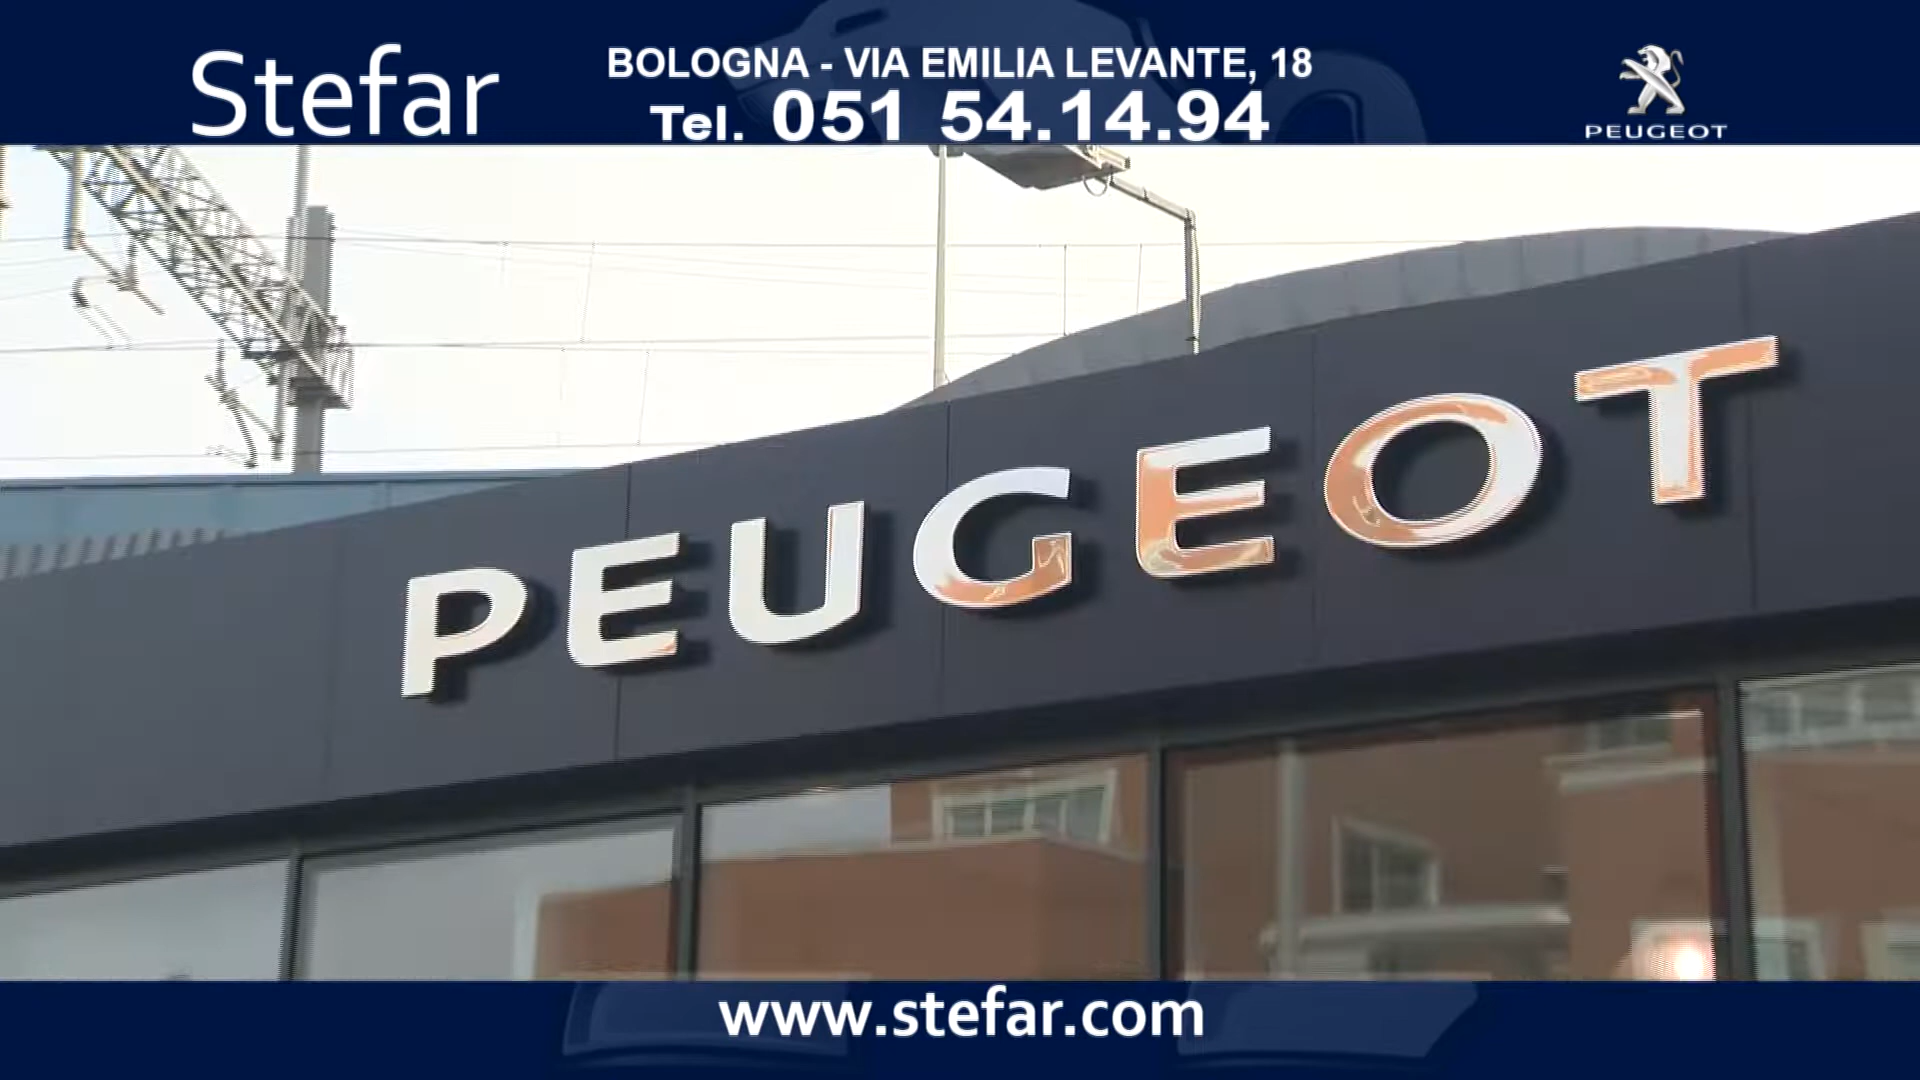 Stefar
BOLOGNA - VIA EMILIA LEVANTE, 18
Tel. 051 54.14.94
PEUGEOT
PEUGEOT
www.stefar.com